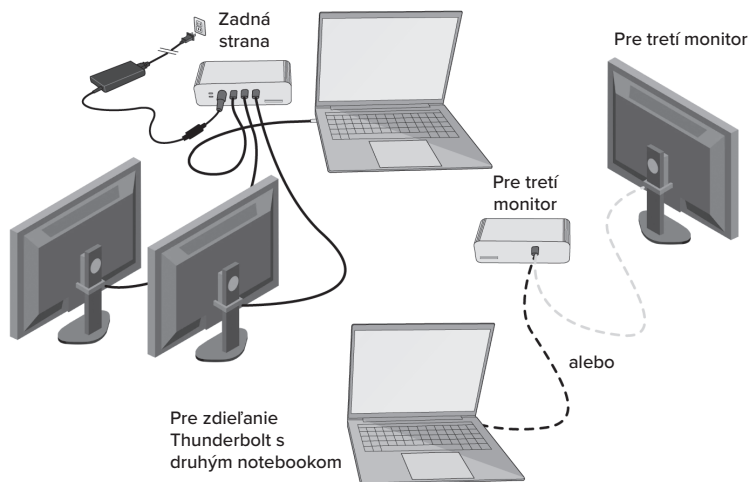 Zadná
strana
Pre tretí monitor
Pre tretí
monitor
alebo
Pre zdieľanie
Thunderbolt s
druhým notebookom